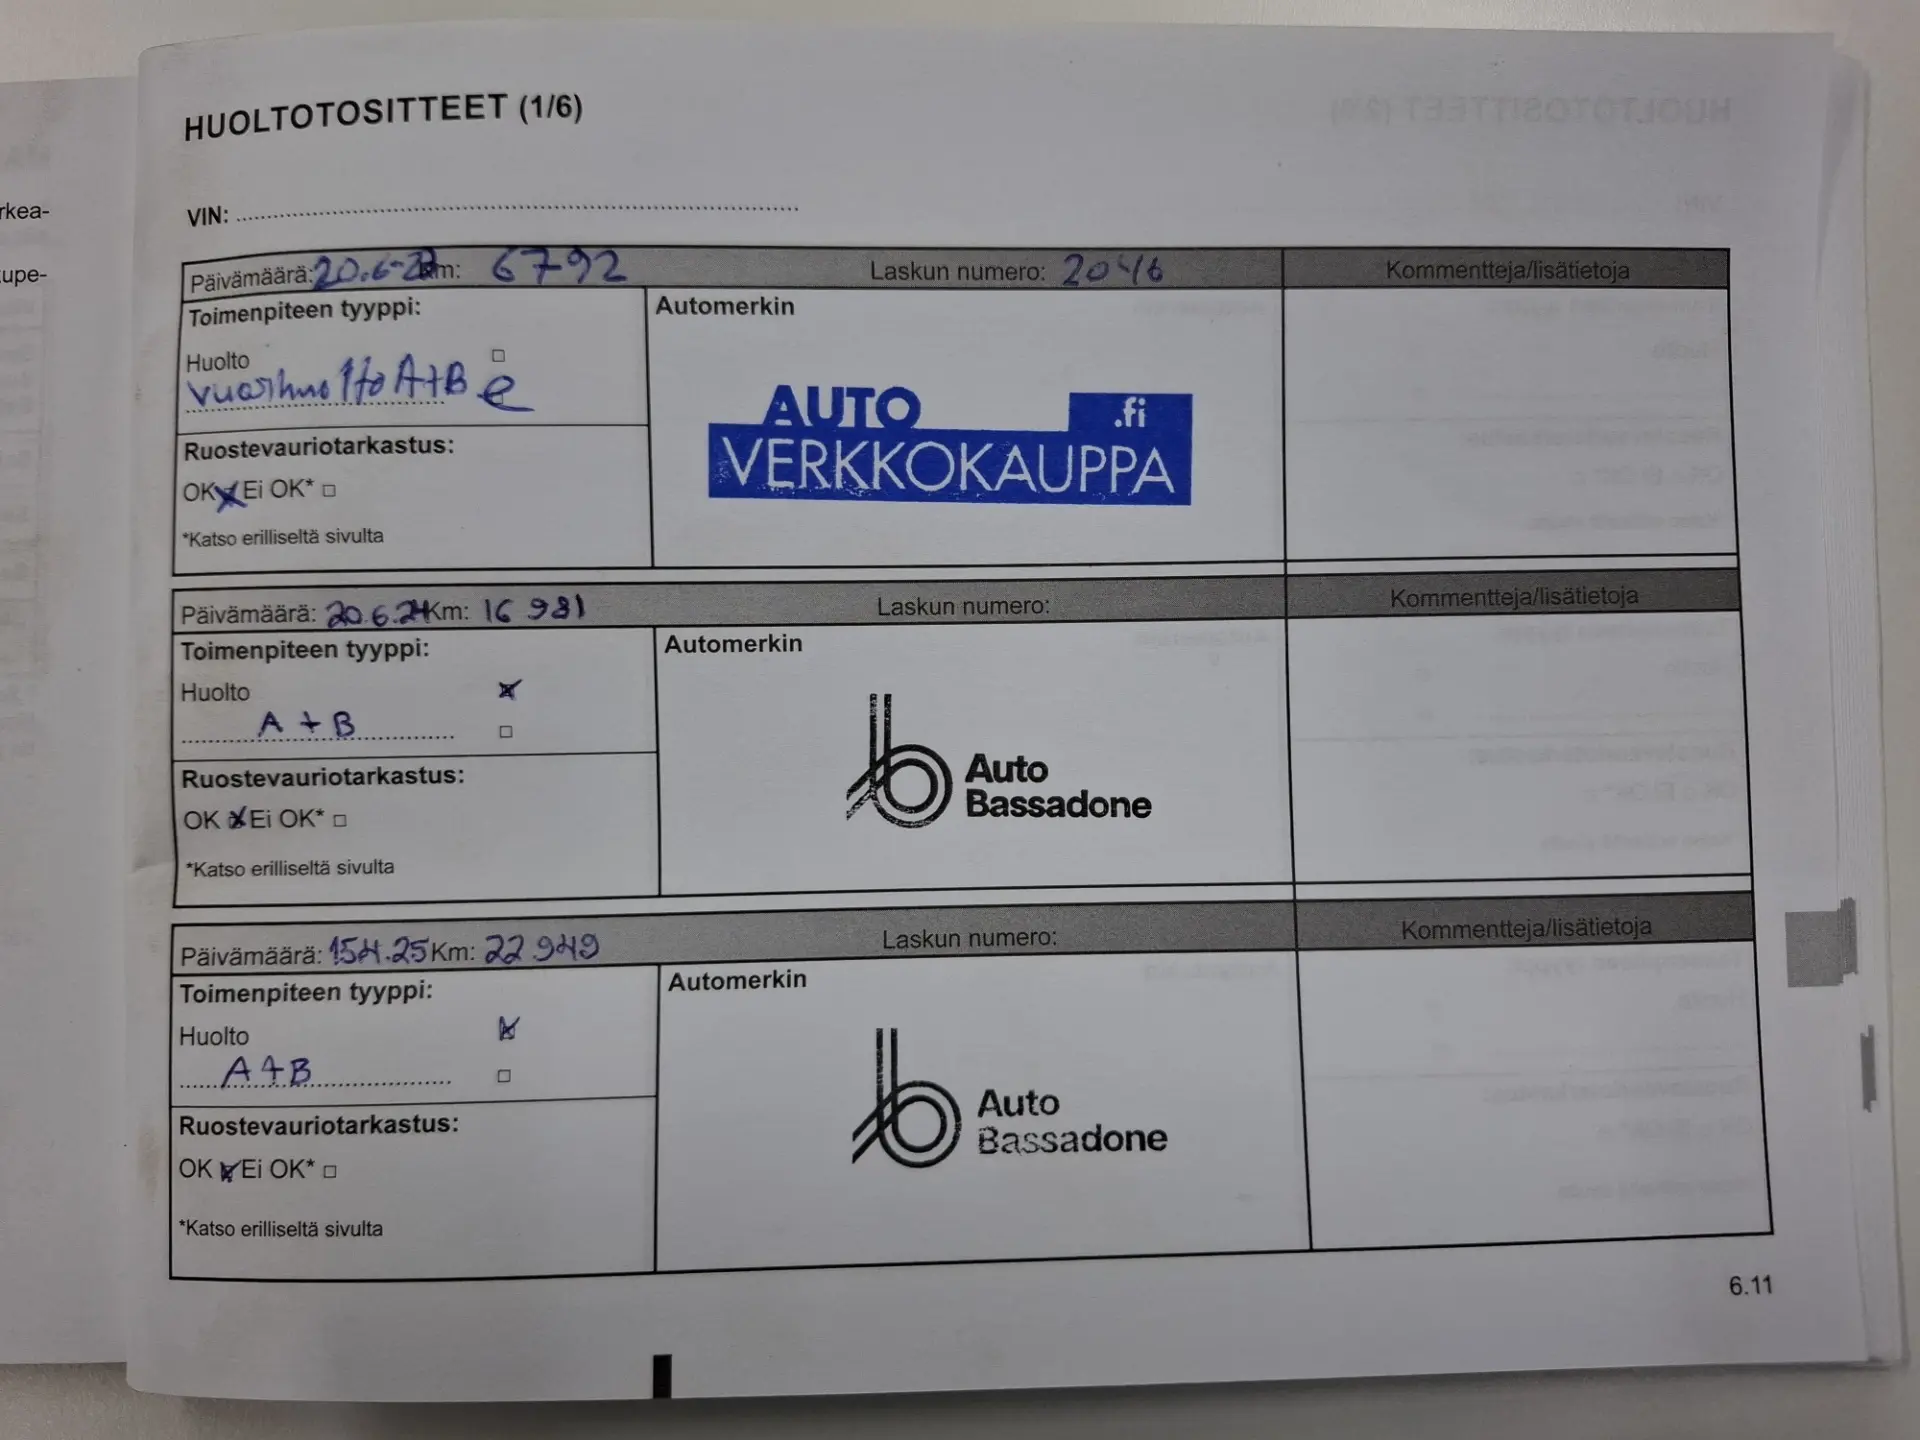 HUOLTOTOSITTEET (1/6)
rkea-
VIN:
kupe-
Päivämäärä: 20.6-23 Km: 6792 Laskun numero: 2046 Kommentteja/lisätietoja
Toimenpiteen tyyppi: Automerkin
Huolto
vuosihuolto A+B
AUTO .fi
VERKKOKAUPPA
Ruostevauriotarkastus:
OK Ei OK*
*Katso erilliseltä sivulta
Päivämäärä: 20.6.24 Km: 16 981 Laskun numero: Kommentteja/lisätietoja
Toimenpiteen tyyppi: Automerkin
Huolto
A + B
Auto
Bassadone
Ruostevauriotarkastus:
OK Ei OK*
*Katso erilliseltä sivulta
Päivämäärä: 15.4.25 Km: 22 949 Laskun numero: Kommentteja/lisätietoja
Toimenpiteen tyyppi: Automerkin
Huolto
A+B
Auto
Bassadone
Ruostevauriotarkastus:
OK Ei OK*
*Katso erilliseltä sivulta
6.11